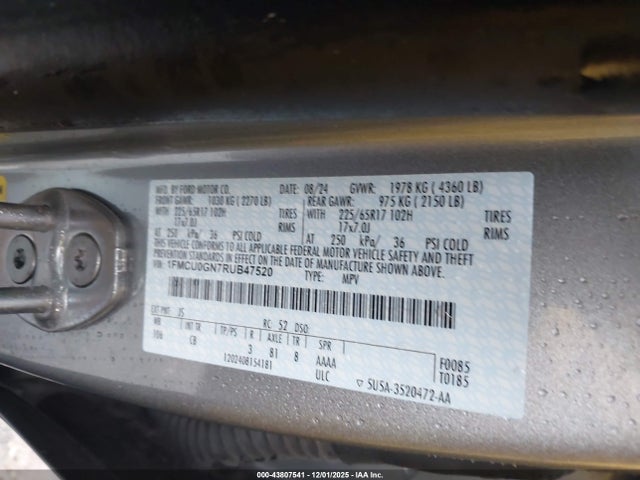 MFD. BY FORD MOTOR CO. DATE: 08/24 GVWR: 1978 KG ( 4360 LB)
FRONT GAWR: 1030 KG ( 2270 LB) REAR GAWR: 975 KG ( 2150 LB)
WITH 225/65R17 102H TIRES WITH 225/65R17 102H TIRES
17x7.0J RIMS 17x7.0J RIMS
AT 250 kPa/ 36 PSI COLD AT 250 kPa/ 36 PSI COLD
THIS VEHICLE CONFORMS TO ALL APPLICABLE FEDERAL MOTOR VEHICLE SAFETY AND THEFT
PREVENTION STANDARDS IN EFFECT ON THE DATE OF MANUFACTURE SHOWN ABOVE.
VIN: 1FMCU0GN7RUB47520 TYPE: MPV
EXT PNT: JS RC: 52 DSO:
WB INT TR TP/PS R AXLE TR SPR
106 CB 3 81 8 AAAA F0085
1202408154181 ULC T0185
5U5A-3520472-AA
000-43807541 - 12/01/2025 - IAAI, Inc.